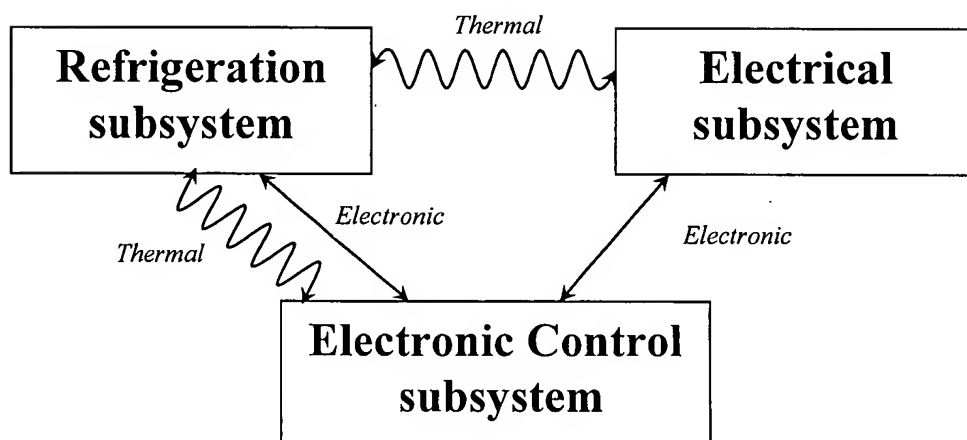 Thermal
Refrigeration
subsystem
Electrical
subsystem
Electronic
Electronic
Thermal
Electronic Control
subsystem